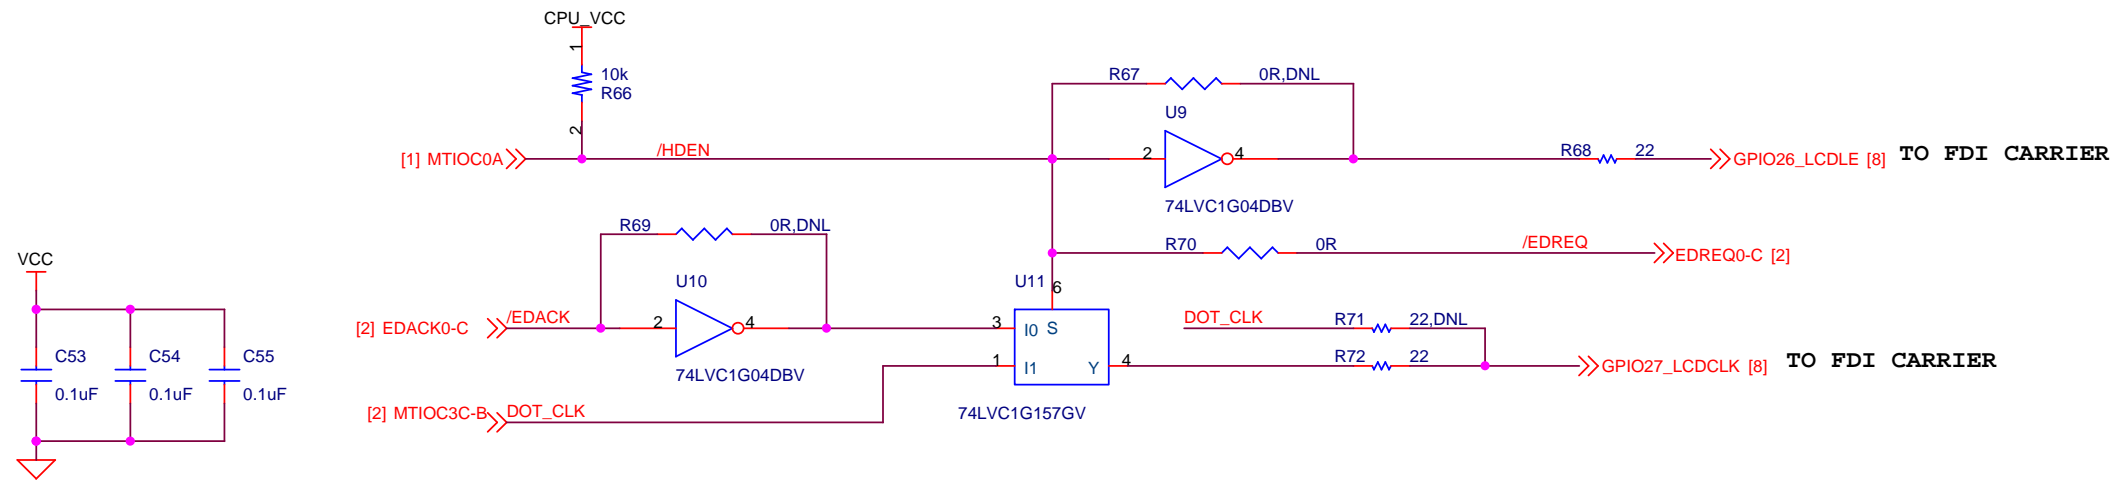 CPU_VCC
1
10k
R66
2
[1] MTIOC0A
/HDEN
R67
0R,DNL
U9
2
4
74LVC1G04DBV
R68
22
GPIO26_LCDLE [8]
TO FDI CARRIER
R69
0R,DNL
U10
[2] EDACK0-C
/EDACK
2
4
74LVC1G04DBV
R70
0R
/EDREQ
EDREQ0-C [2]
U11
6
3
I0
S
1
I1
Y
4
74LVC1G157GV
[2] MTIOC3C-B
DOT_CLK
DOT_CLK
R71
22,DNL
R72
22
GPIO27_LCDCLK [8]
TO FDI CARRIER
VCC
C53
0.1uF
C54
0.1uF
C55
0.1uF